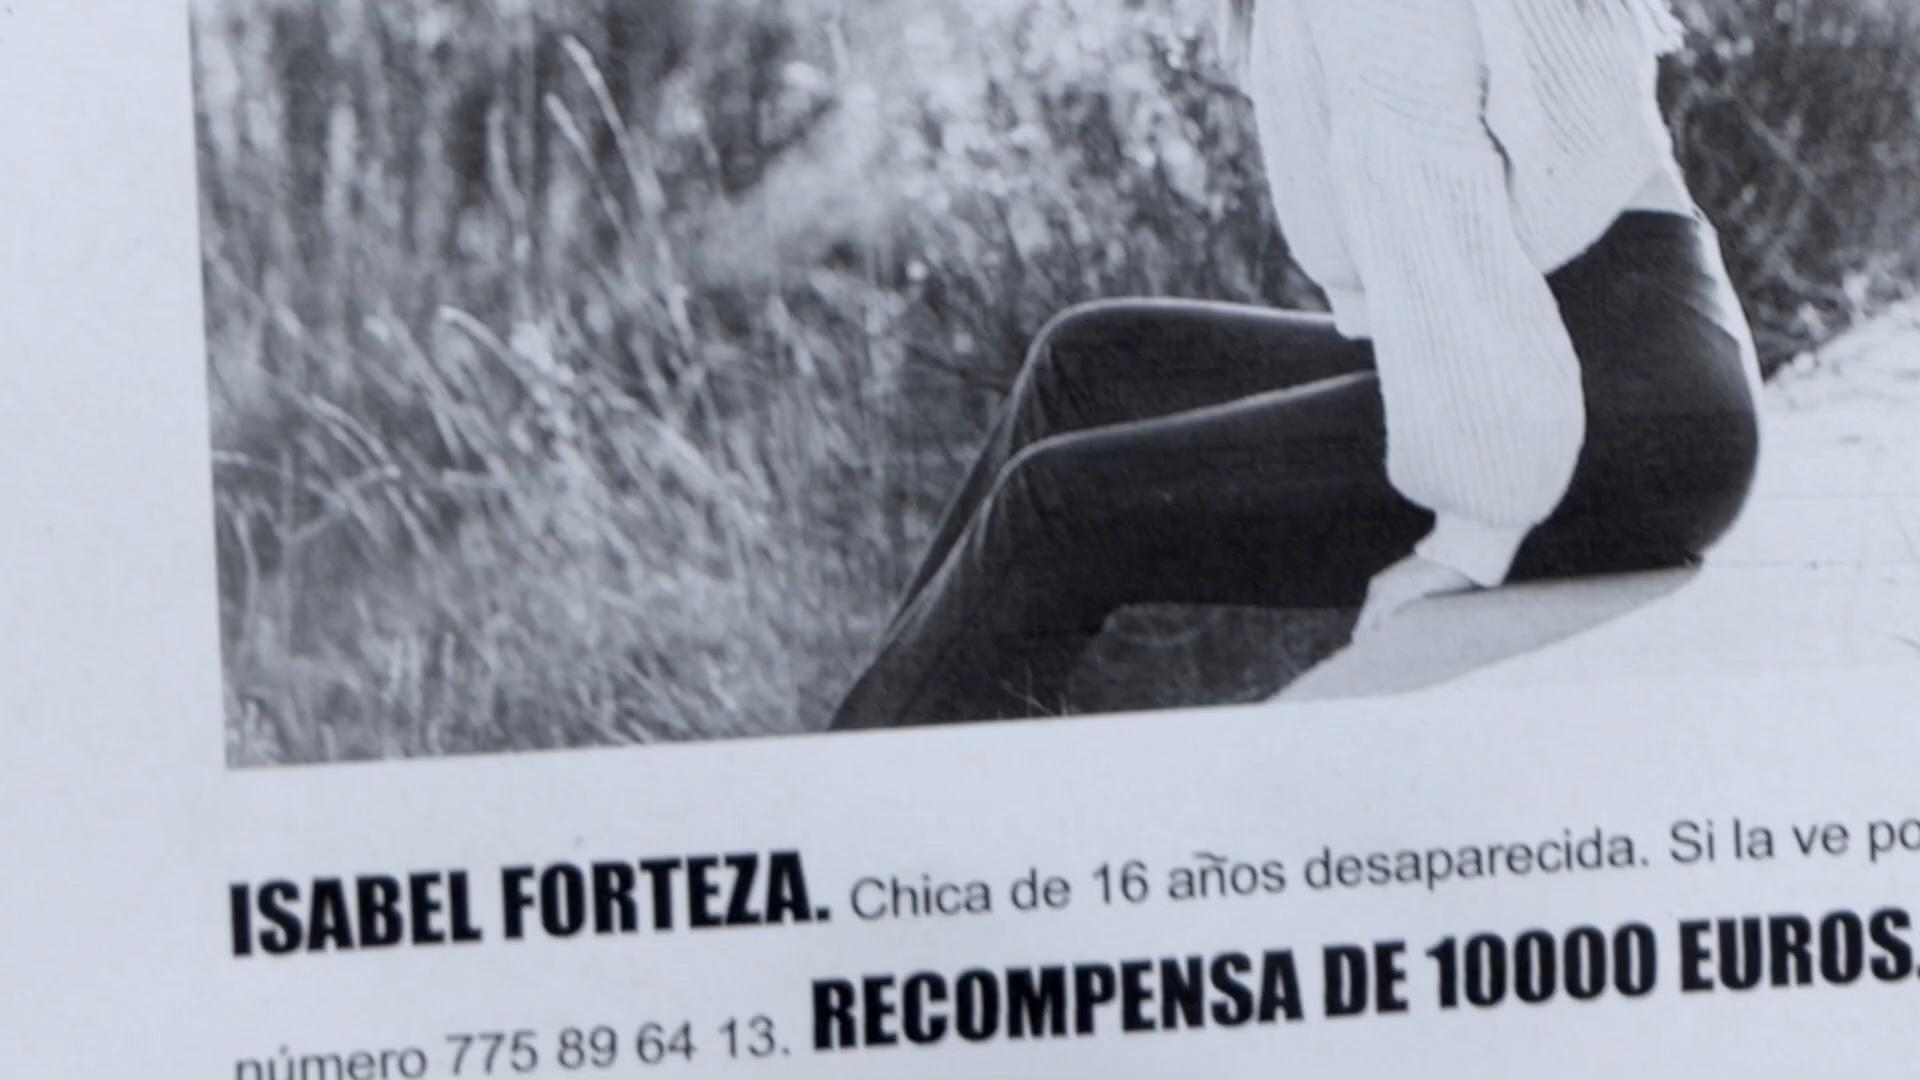 ISABEL FORTEZA. Chica de 16 años desaparecida. Si la ve
número 775 89 64 13. RECOMPENSA DE 10000 EUROS.